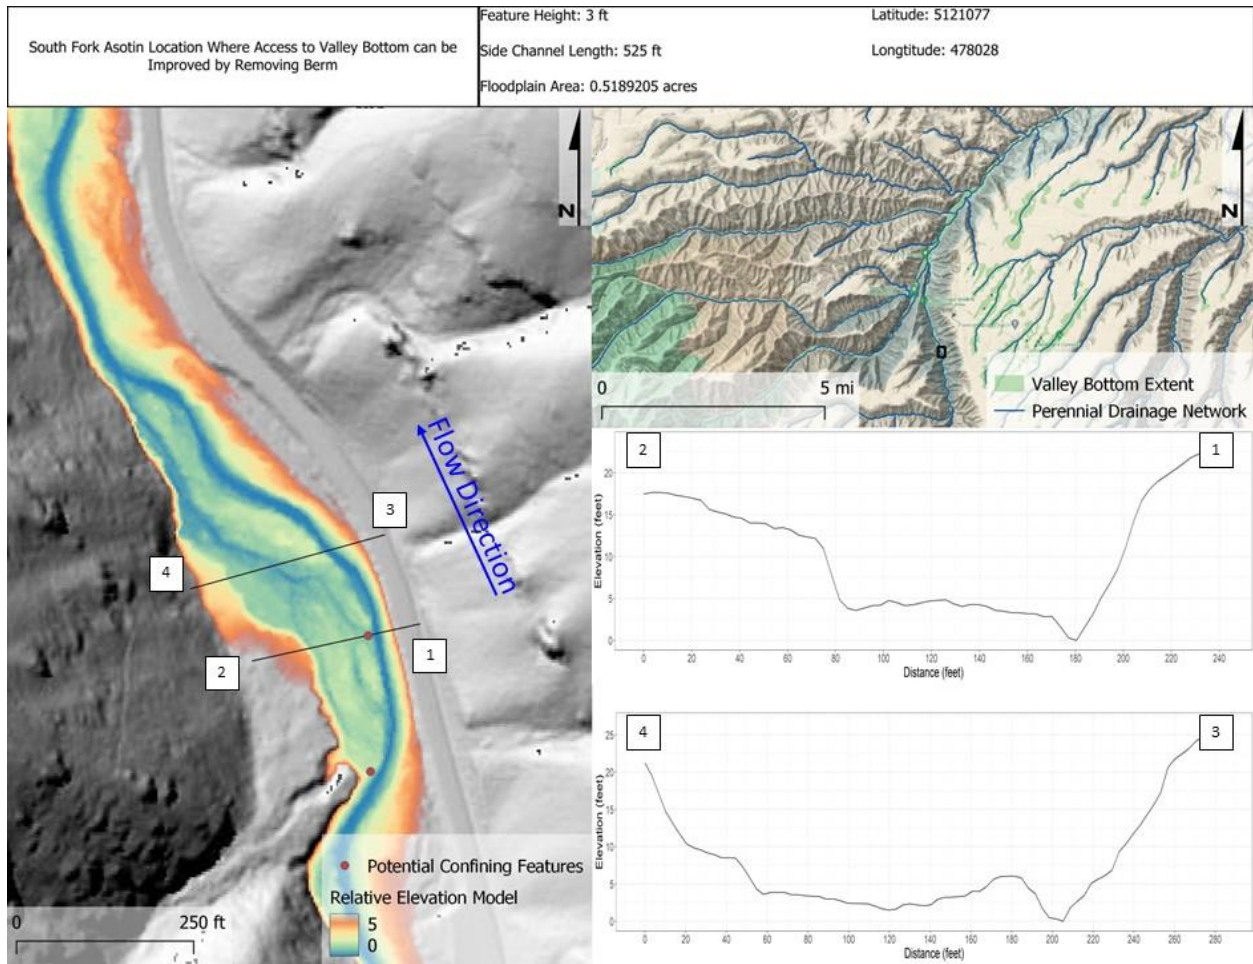 South Fork Asotin Location Where Access to Valley Bottom can be
Improved by Removing Berm
Feature Height: 3 ft
Side Channel Length: 525 ft
Floodplain Area: 0.5189205 acres
Latitude: 5121077
Longtitude: 478028
N
Flow Direction
3
4
1
2
Potential Confining Features
Relative Elevation Model
5
0
0 250 ft
N
0 5 mi
Valley Bottom Extent
Perennial Drainage Network
2
1
Elevation (feet)
20
15
10
5
0
0 20 40 60 80 100 120 140 160 180 200 220 240
Distance (feet)
4
3
Elevation (feet)
25
20
15
10
5
0
0 20 40 60 80 100 120 140 160 180 200 220 240 260 280
Distance (feet)